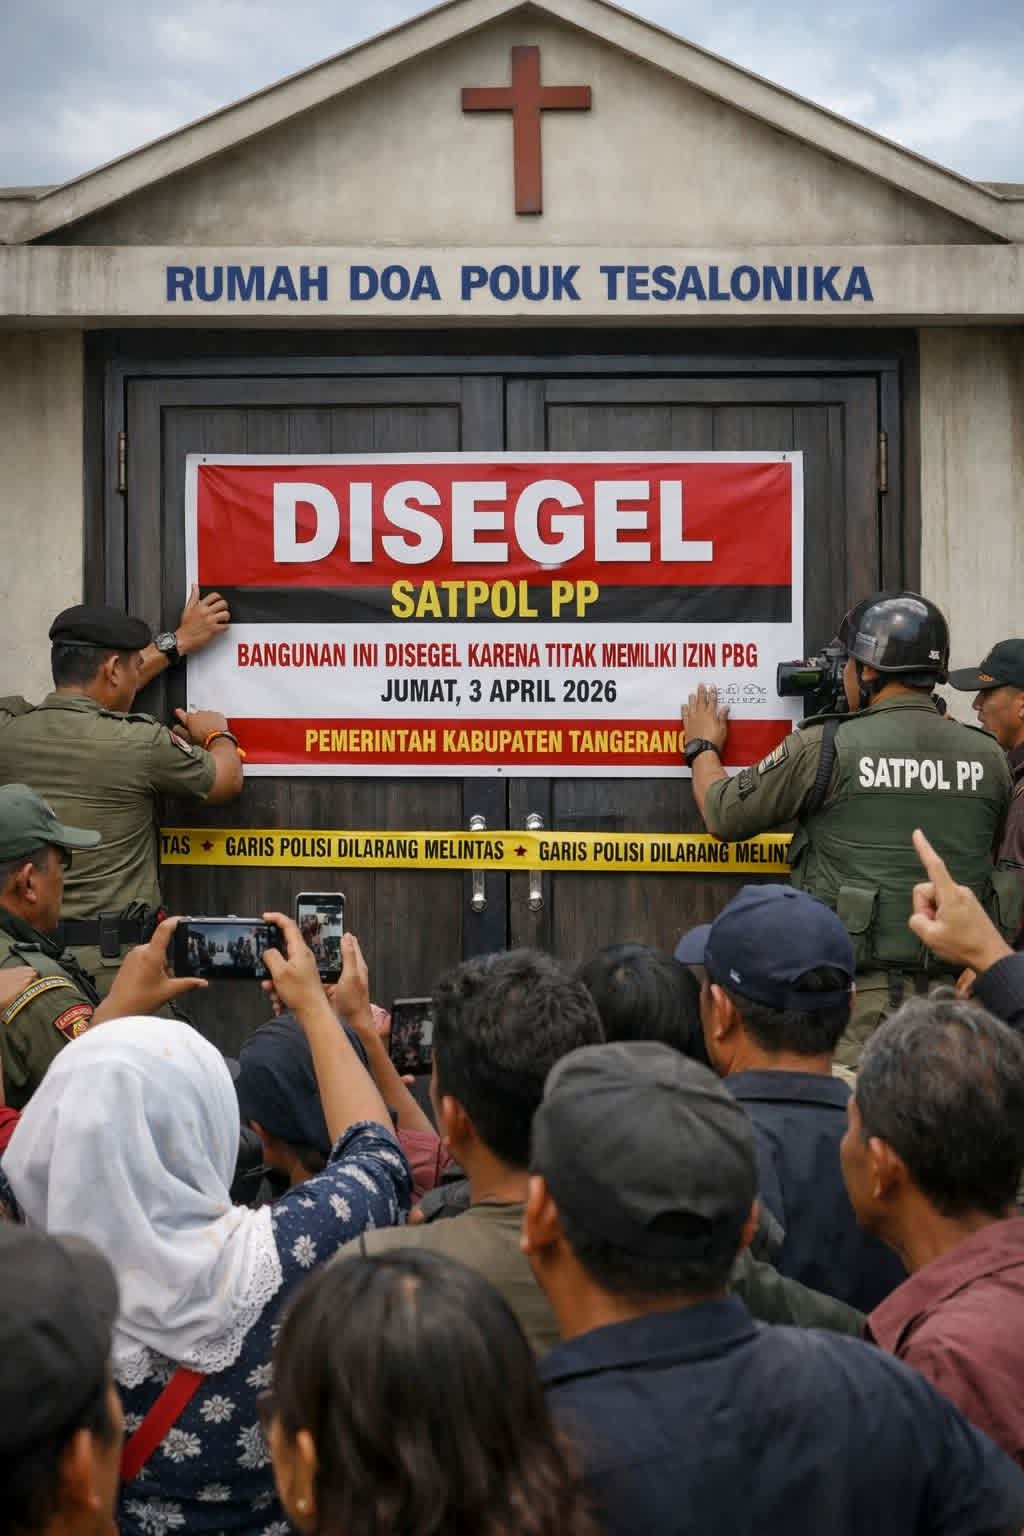 RUMAH DOA POUK TESALONIKA
DISEGEL
SATPOL PP
BANGUNAN INI DISEGEL KARENA TITAK MEMILIKI IZIN PBG
JUMAT, 3 APRIL 2026
PEMERINTAH KABUPATEN TANGERANG
SATPOL PP
TAS ★ GARIS POLISI DILARANG MELINTAS ★ GARIS POLISI DILARANG MELINT